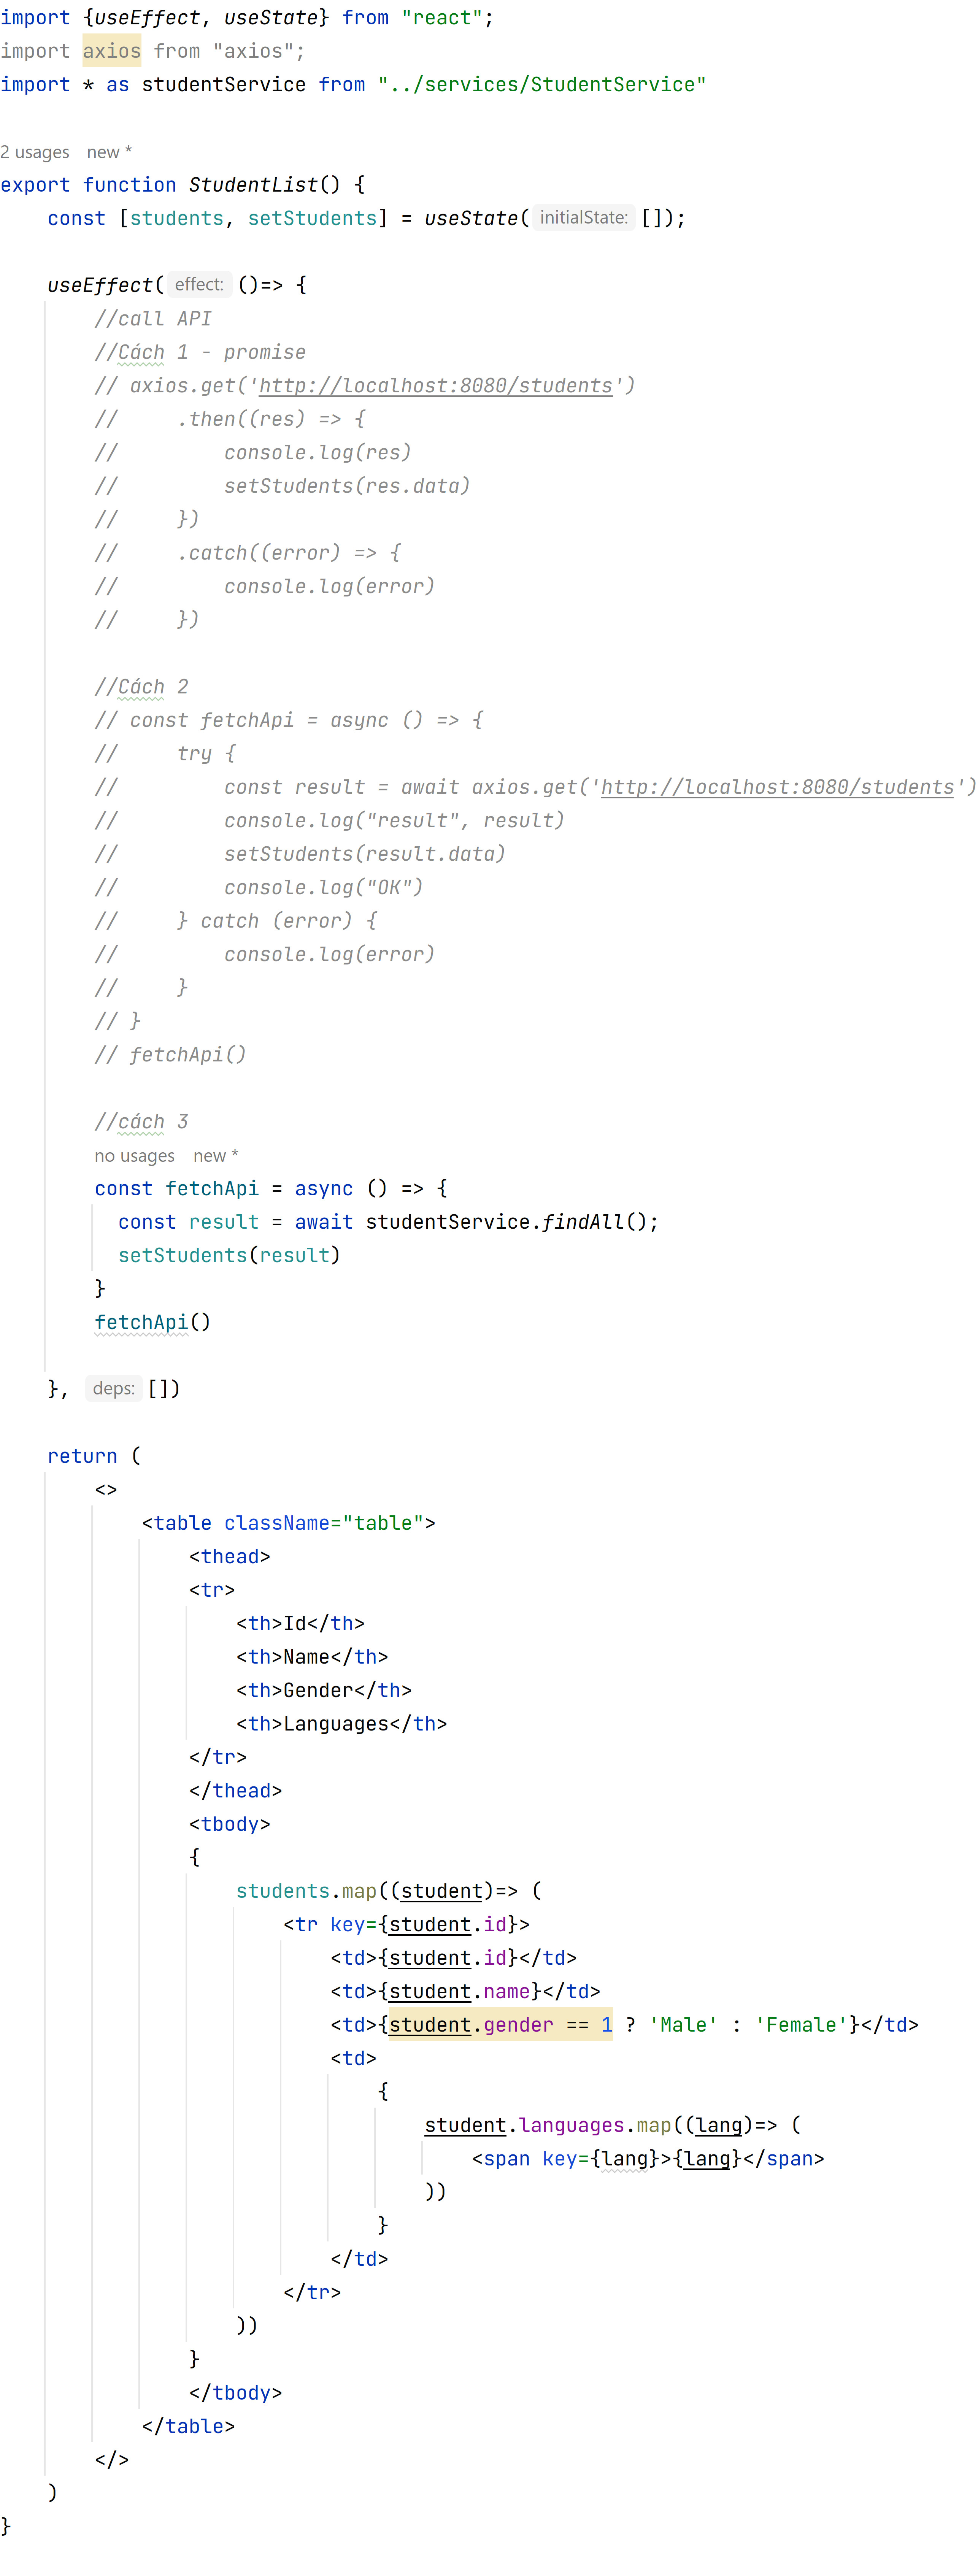 import {useEffect, useState} from "react";
import axios from "axios";
import * as studentService from "../services/StudentService"
2 usages new *
export function StudentList() {
    const [students, setStudents] = useState( initialState: []);
    useEffect( effect: ()=> {
        //call API
        //Cách 1 - promise
        // axios.get('http://localhost:8080/students')
        //     .then((res) => {
        //         console.log(res)
        //         setStudents(res.data)
        //     })
        //     .catch((error) => {
        //         console.log(error)
        //     })
        //Cách 2
        // const fetchApi = async () => {
        //     try {
        //         const result = await axios.get('http://localhost:8080/students')
        //         console.log("result", result)
        //         setStudents(result.data)
        //         console.log("OK")
        //     } catch (error) {
        //         console.log(error)
        //     }
        // }
        // fetchApi()
        //cách 3
        no usages new *
        const fetchApi = async () => {
          const result = await studentService.findAll();
          setStudents(result)
        }
        fetchApi()
    }, deps: [])
    return (
        <>
            <table className="table">
                <thead>
                <tr>
                    <th>Id</th>
                    <th>Name</th>
                    <th>Gender</th>
                    <th>Languages</th>
                </tr>
                </thead>
                <tbody>
                {
                    students.map((student)=> (
                        <tr key={student.id}>
                            <td>{student.id}</td>
                            <td>{student.name}</td>
                            <td>{student.gender == 1 ? 'Male' : 'Female'}</td>
                            <td>
                                {
                                    student.languages.map((lang)=> (
                                        <span key={lang}>{lang}</span>
                                    ))
                                }
                            </td>
                        </tr>
                    ))
                }
                </tbody>
            </table>
        </>
    )
}